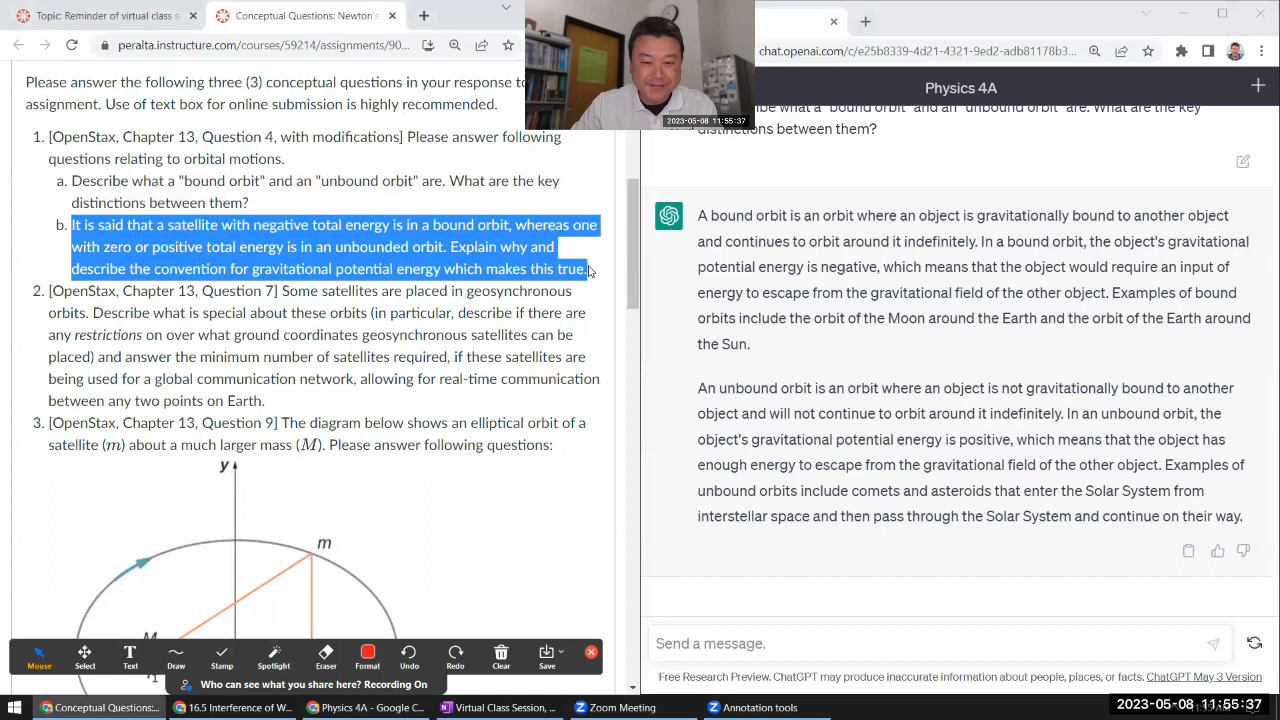 Topic: Reminder of virtual class s
Conceptual Questions: Newton's
peralta.instructure.com/courses/59214/assignments/90...
Please answer the following three (3) conceptual questions in your response to
assignment. Use of text box for online submission is highly recommended.
1. [OpenStax, Chapter 13, Question 4, with modifications] Please answer following
questions relating to orbital motions.
a. Describe what a "bound orbit" and an "unbound orbit" are. What are the key
distinctions between them?
b. It is said that a satellite with negative total energy is in a bound orbit, whereas one
with zero or positive total energy is in an unbounded orbit. Explain why and
describe the convention for gravitational potential energy which makes this true.
2. [OpenStax, Chapter 13, Question 7] Some satellites are placed in geosynchronous
orbits. Describe what is special about these orbits (in particular, describe if there are
any restrictions on over what ground coordinates geosynchronous satellites can be
placed) and answer the minimum number of satellites required, if these satellites are
being used for a global communication network, allowing for real-time communication
between any two points on Earth.
3. [OpenStax, Chapter 13, Question 9] The diagram below shows an elliptical orbit of a
satellite (m) about a much larger mass (M). Please answer following questions:
y
m
M
Mouse
Select
Text
Draw
Stamp
Spotlight
Eraser
Format
Undo
Redo
Clear
Save
Who can see what you share here? Recording On
2023-05-08 11:55:37
chat.openai.com/c/e25b8339-4d21-4321-9ed2-adb81178b3...
Physics 4A
be what a "bound orbit" and an "unbound orbit" are. What are the key
distinctions between them?
A bound orbit is an orbit where an object is gravitationally bound to another object
and continues to orbit around it indefinitely. In a bound orbit, the object's gravitational
potential energy is negative, which means that the object would require an input of
energy to escape from the gravitational field of the other object. Examples of bound
orbits include the orbit of the Moon around the Earth and the orbit of the Earth around
the Sun.
An unbound orbit is an orbit where an object is not gravitationally bound to another
object and will not continue to orbit around it indefinitely. In an unbound orbit, the
object's gravitational potential energy is positive, which means that the object has
enough energy to escape from the gravitational field of the other object. Examples of
unbound orbits include comets and asteroids that enter the Solar System from
interstellar space and then pass through the Solar System and continue on their way.
Send a message.
Free Research Preview. ChatGPT may produce inaccurate information about people, places, or facts. ChatGPT May 3 Version
Conceptual Questions:...
16.5 Interference of W...
Physics 4A - Google C...
Virtual Class Session, ...
Zoom Meeting
Annotation tools
2023-05-08 11:55:37